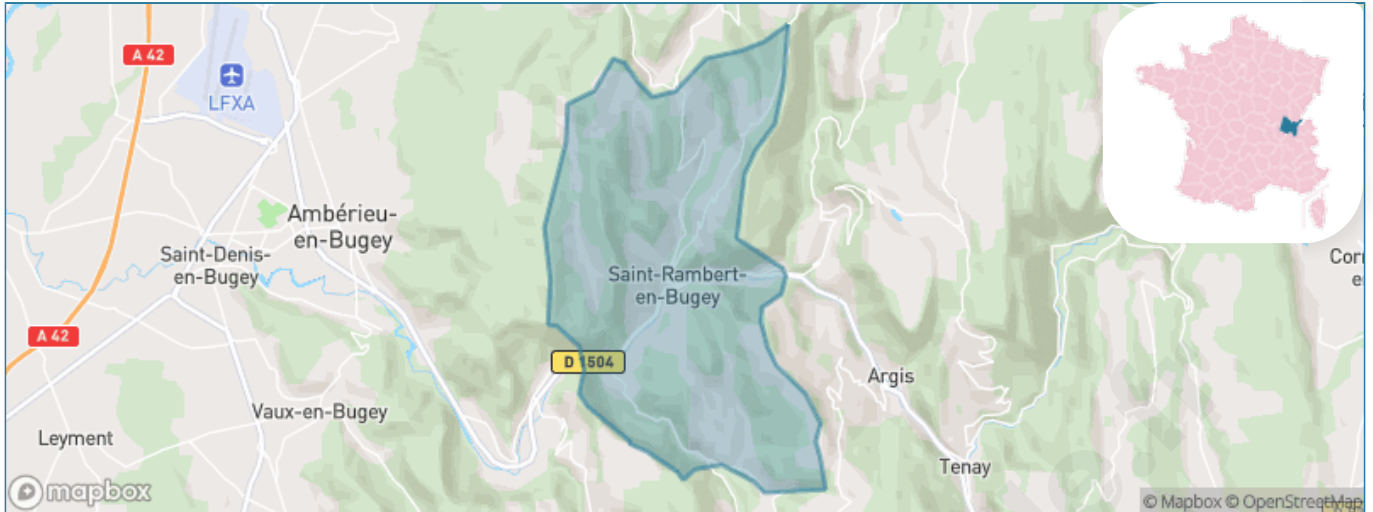 A 42
LFXA
Ambérieu-
en-Bugey
Saint-Denis-
en-Bugey
Saint-Rambert-
en-Bugey
A 42
D 1504
Argis
Vaux-en-Bugey
Leyment
Tenay
Cor
e
mapbox
© Mapbox © OpenStreetMap